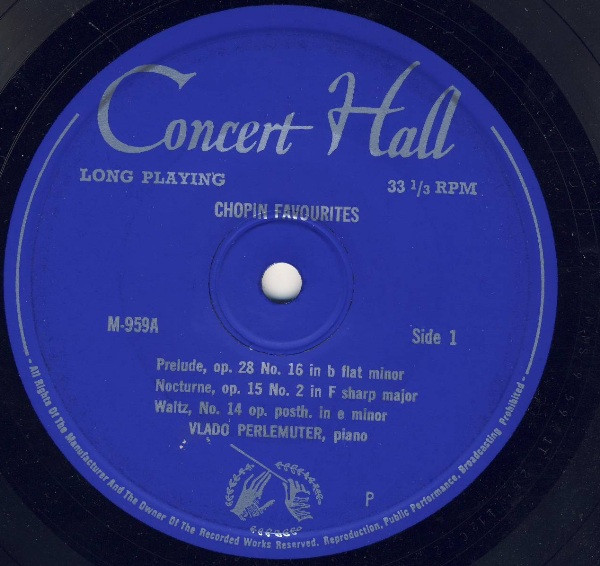 Concert Hall
LONG PLAYING
33 1/3 RPM
CHOPIN FAVOURITES
M-959A
Side 1
Prelude, op. 28 No. 16 in b flat minor
Nocturne, op. 15 No. 2 in F sharp major
Waltz, No. 14 op. posth. in e minor
VLADO PERLEMUTER, piano
P
- All Rights Of The Manufacturer And The Owner Of The Recorded Works Reserved. Reproduction, Public Performance, Broadcasting Prohibited -